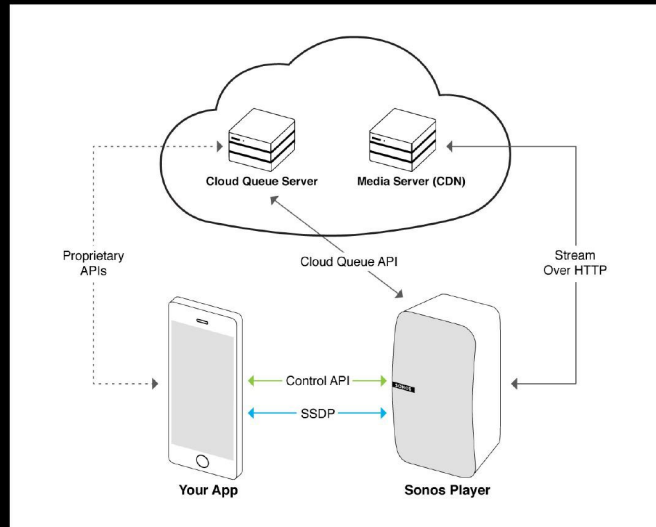 Cloud Queue Server
Media Server (CDN)
Proprietary
APIs
Cloud Queue API
Stream
Over HTTP
Control API
SONOS
SSDP
Your App
Sonos Player